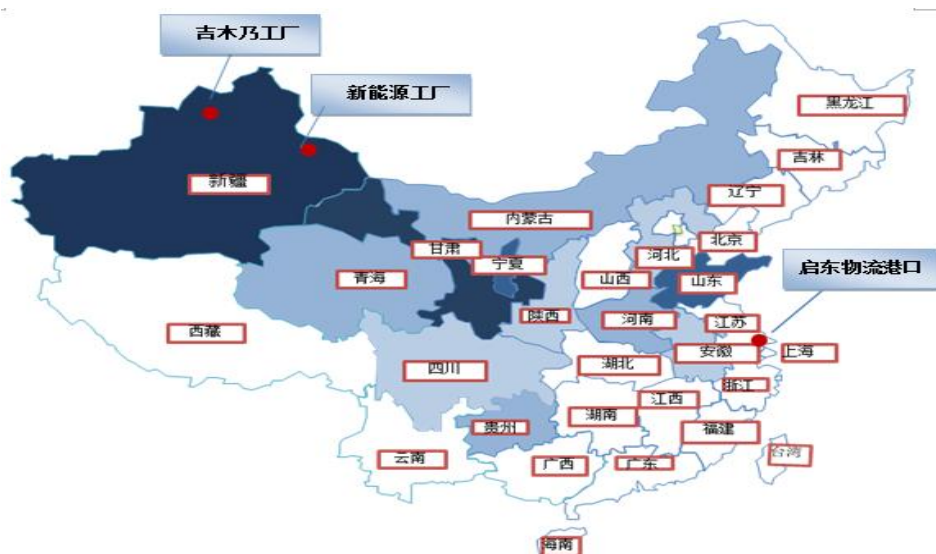 吉木乃工厂
新能源工厂
黑龙江
吉林
新疆
辽宁
内蒙古
北京
甘肃
宁夏
河北
启东物流港口
青海
山西
山东
陕西
河南
江苏
西藏
安徽
上海
四川
湖北
浙江
江西
湖南
贵州
福建
云南
广西
广东
台湾
海南